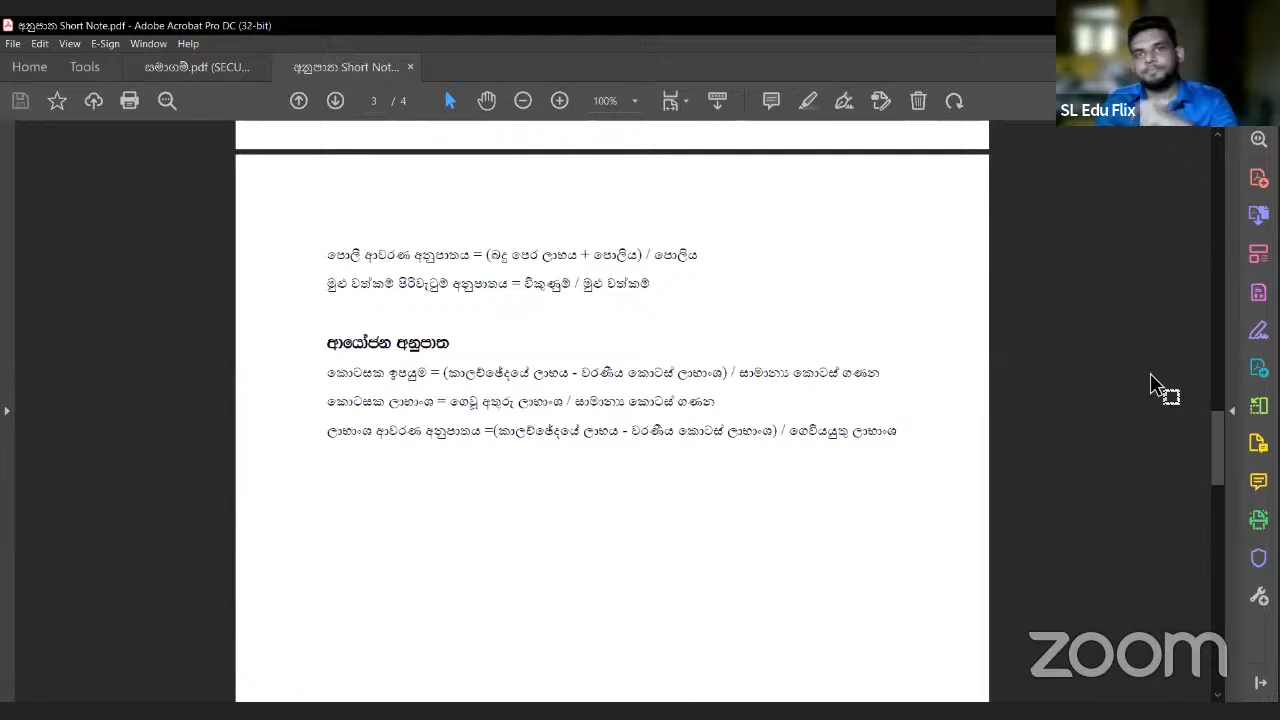 අනුපාත Short Note.pdf - Adobe Acrobat Pro DC (32-bit)
File Edit View E-Sign Window Help
Home Tools සමාගම්.pdf (SECU... අනුපාත Short Not... ×
3 / 4 100%
SL Edu Flix
පොලී ආවරණ අනුපාතය = (බදු පෙර ලාභය + පොලිය) / පොලිය
මුළු වත්කම් පිරිවැටුම් අනුපාතය = විකුණුම් / මුළු වත්කම්
ආයෝජන අනුපාත
කොටසක ඉපයුම = (කාලච්ඡේදයේ ලාභය - වරණීය කොටස් ලාභාංශ) / සාමාන්‍ය කොටස් ගණන
කොටසක ලාභාංශ = ගෙවූ අතුරු ලාභාංශ / සාමාන්‍ය කොටස් ගණන
ලාභාංශ ආවරණ අනුපාතය =(කාලච්ඡේදයේ ලාභය - වරණීය කොටස් ලාභාංශ) / ගෙවියයුතු ලාභාංශ
zoom